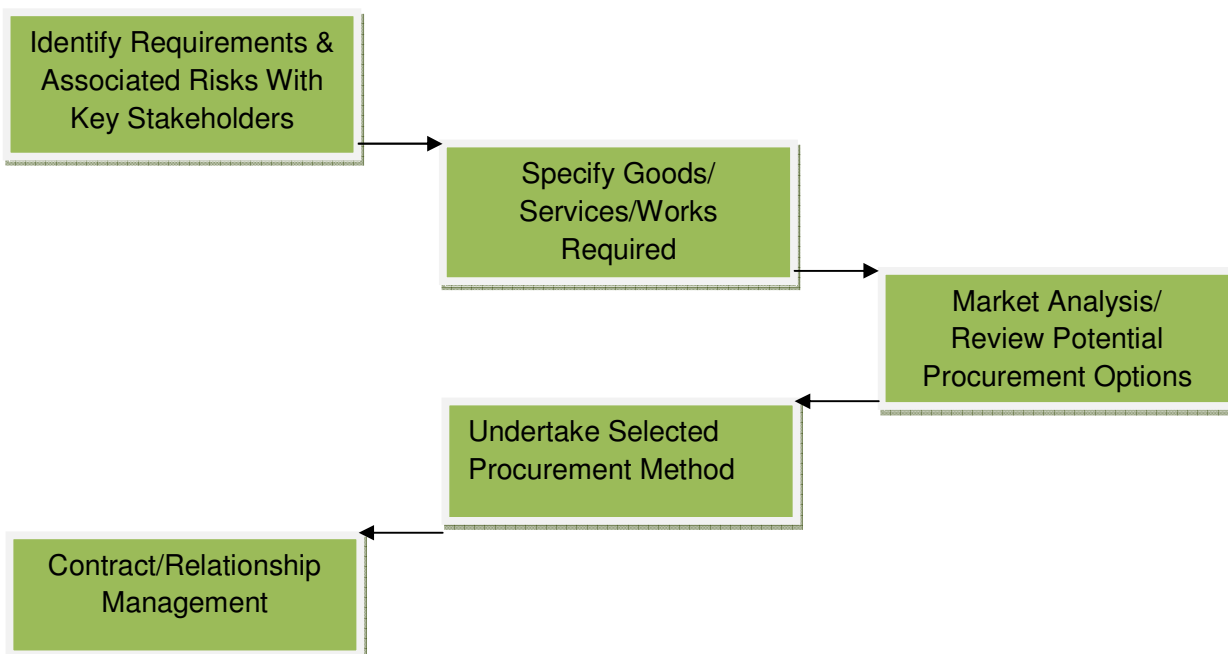 Identify Requirements &
Associated Risks With
Key Stakeholders
Specify Goods/
Services/Works
Required
Market Analysis/
Review Potential
Procurement Options
Undertake Selected
Procurement Method
Contract/Relationship
Management